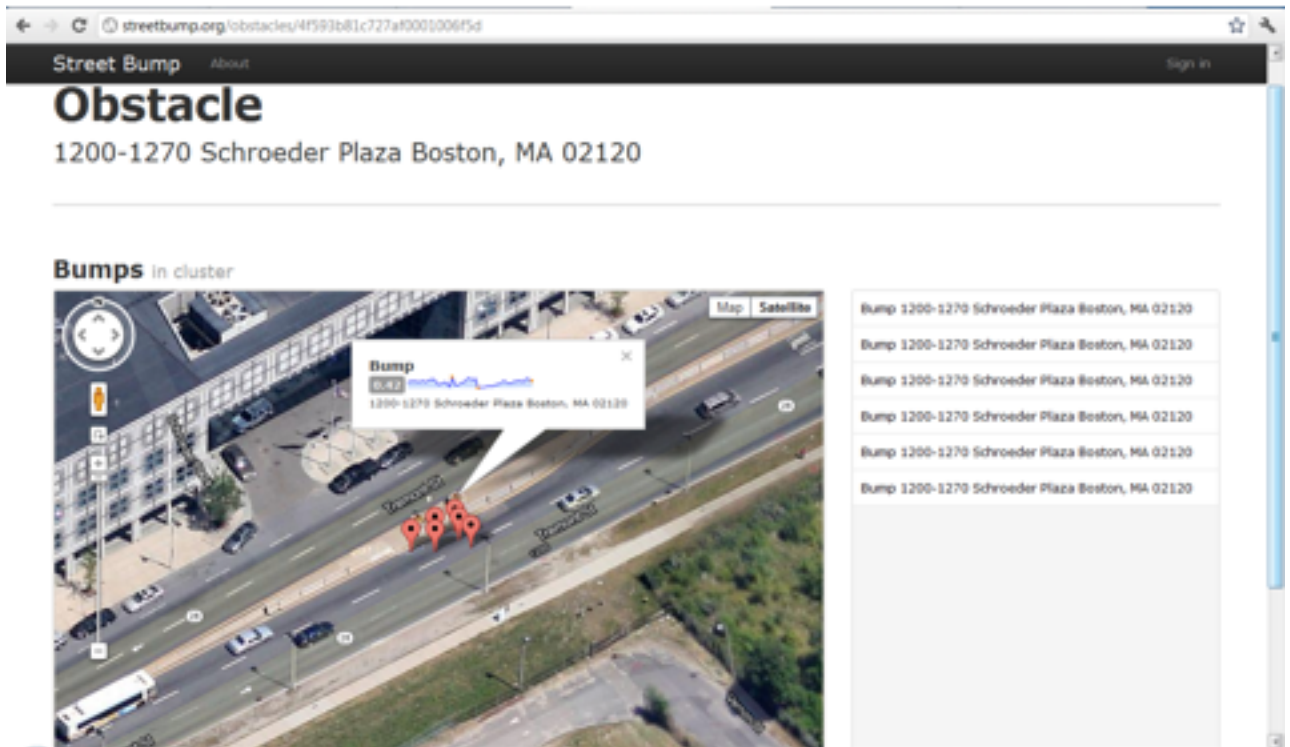 streetbump.org/obstacles/4f593b81c727af0001006f5d
Street Bump About Sign in
Obstacle
1200-1270 Schroeder Plaza Boston, MA 02120
Bumps in cluster
Map Satellite
Bump
0.42
1200-1270 Schroeder Plaza Boston, MA 02120
Tremont St
Tremont St
28
28
28
Bump 1200-1270 Schroeder Plaza Boston, MA 02120
Bump 1200-1270 Schroeder Plaza Boston, MA 02120
Bump 1200-1270 Schroeder Plaza Boston, MA 02120
Bump 1200-1270 Schroeder Plaza Boston, MA 02120
Bump 1200-1270 Schroeder Plaza Boston, MA 02120
Bump 1200-1270 Schroeder Plaza Boston, MA 02120